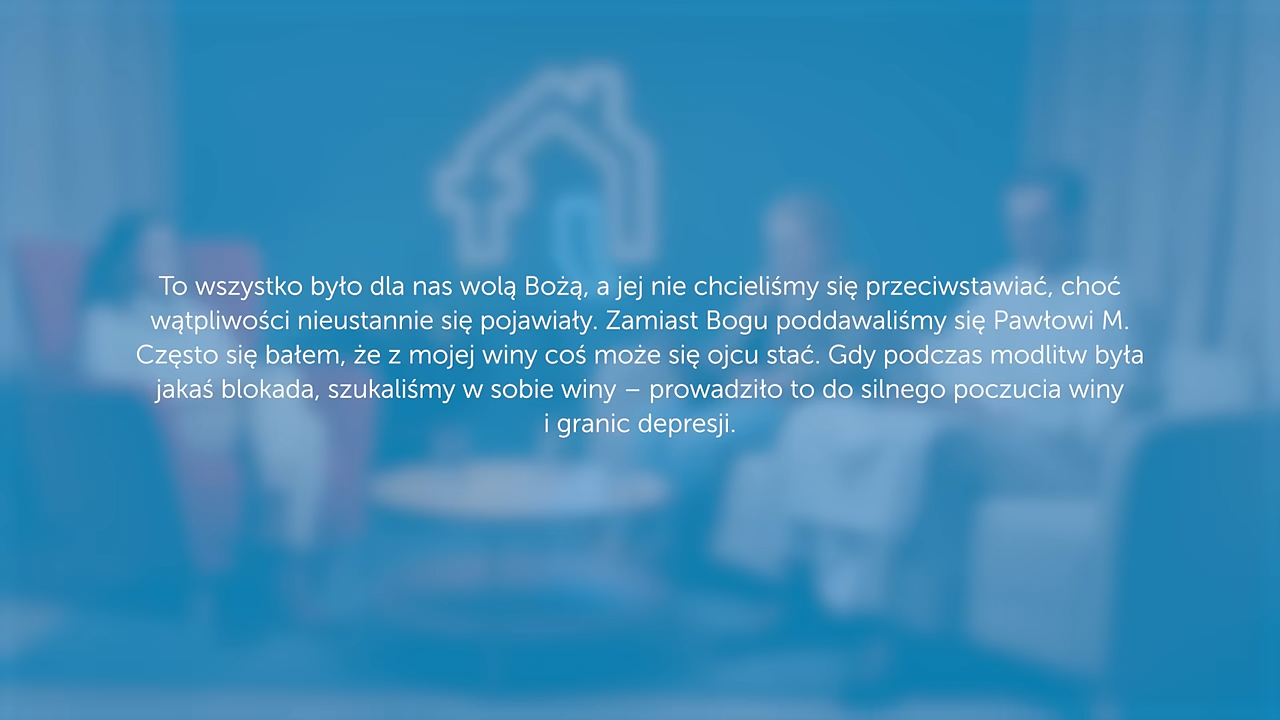 To wszystko było dla nas wolą Bożą, a jej nie chcieliśmy się przeciwstawiać, choć
wątpliwości nieustannie się pojawiały. Zamiast Bogu poddawaliśmy się Pawłowi M.
Często się bałem, że z mojej winy coś może się ojcu stać. Gdy podczas modlitw była
jakaś blokada, szukaliśmy w sobie winy – prowadziło to do silnego poczucia winy
i granic depresji.